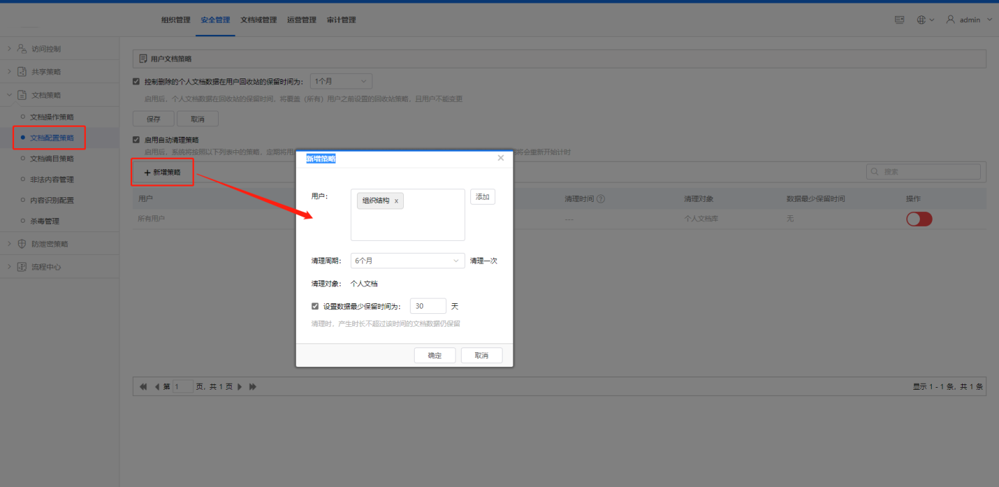 组织管理 安全管理 文档域管理 运营管理 审计管理 admin
访问控制
共享策略
文档策略
文档操作策略
文档配置策略
文档编目策略
非法内容管理
内容识别配置
杀毒管理
防泄密策略
流程中心
用户文档策略
控制删除的个人文档数据在用户回收站的保留时间为： 1个月
启用后，个人文档数据在回收站的保留时间，将覆盖（所有）用户之前设置的回收站策略，且用户不能变更
保存 取消
启用自动清理策略
启用后，系统将按照以下列表中的策略，定期将用 期将会重新开始计时
新增策略 搜索
用户 清理时间 ? 清理对象 数据最少保留时间 操作
所有用户 --- 个人文档库 无
新增策略
用户： 组织结构 x 添加
清理周期： 6个月 清理一次
清理对象： 个人文档
设置数据最少保留时间为： 30 天
清理时，产生时长不超过该时间的文档数据仍保留
确定 取消
第 1 页，共 1 页 显示 1 - 1 条，共 1 条